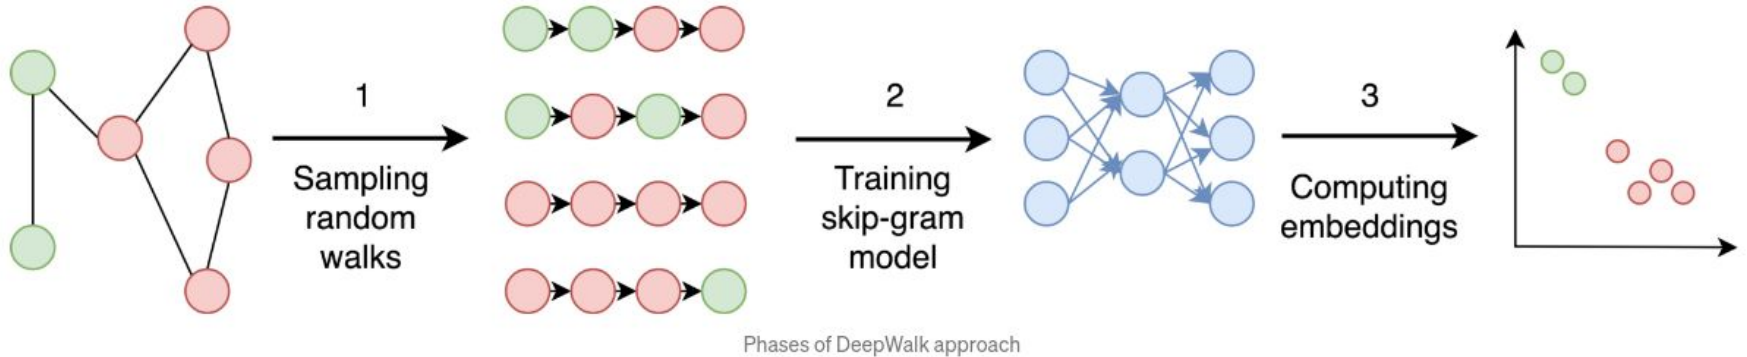 1
Sampling
random
walks
2
Training
skip-gram
model
3
Computing
embeddings
Phases of DeepWalk approach